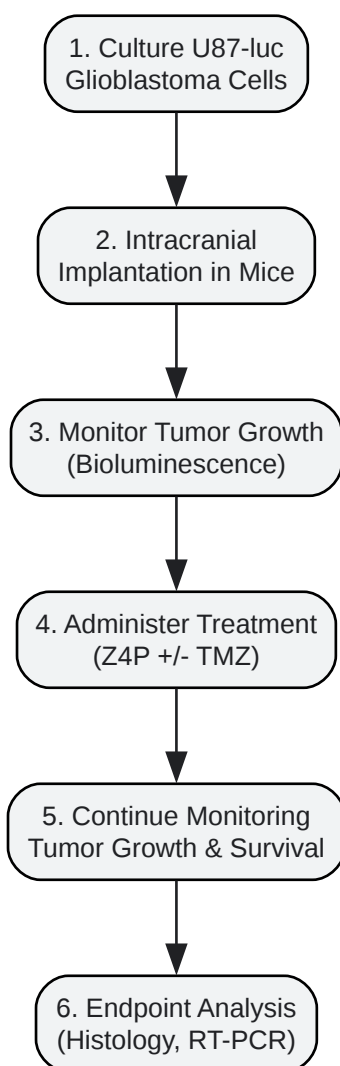 1. Culture U87-luc
Glioblastoma Cells
2. Intracranial
Implantation in Mice
3. Monitor Tumor Growth
(Bioluminescence)
4. Administer Treatment
(Z4P +/- TMZ)
5. Continue Monitoring
Tumor Growth & Survival
6. Endpoint Analysis
(Histology, RT-PCR)